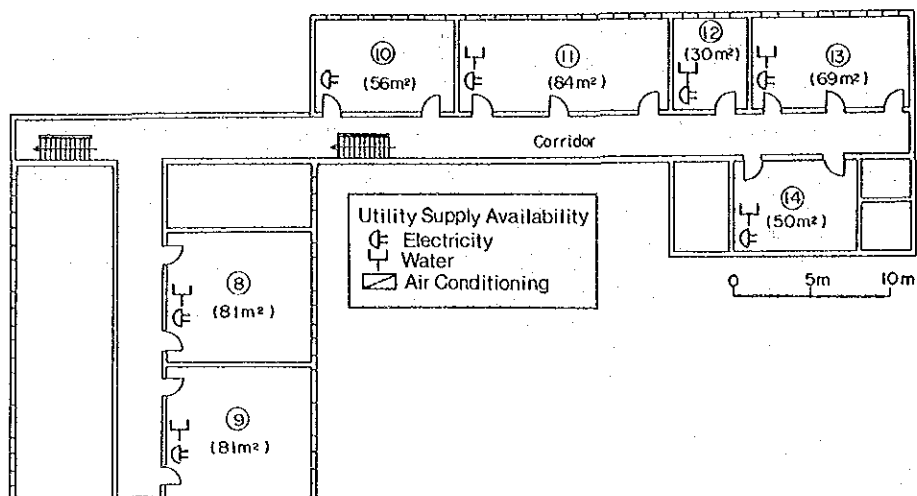 ⑩
(56m²)
⑪
(84m²)
⑫
(30m²)
⑬
(69m²)
Corridor
⑭
(50m²)
Utility Supply Availability
Electricity
Water
Air Conditioning
0 5m 10m
⑧
(81m²)
⑨
(81m²)